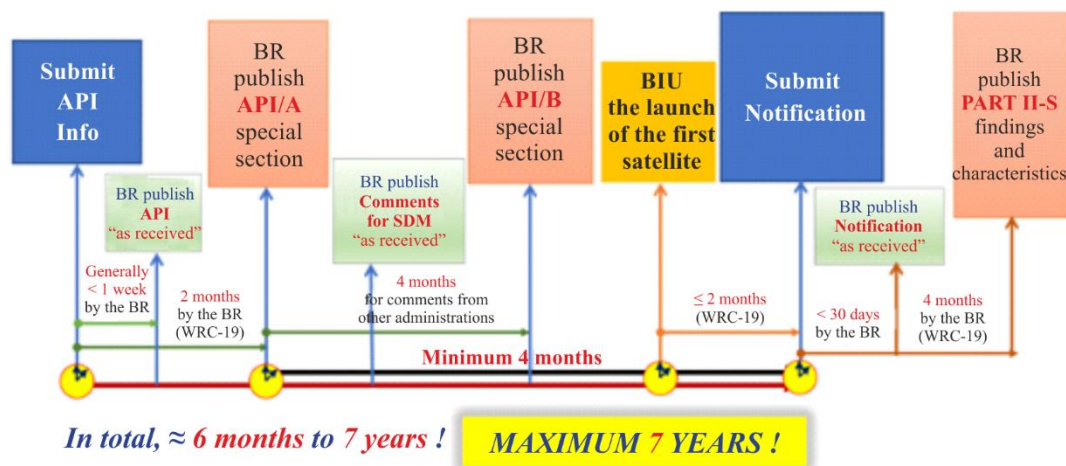 Submit
API
Info
BR
publish
API/A
special
section
BR
publish
API/B
special
section
BIU
the launch
of the first
satellite
Submit
Notification
BR
publish
PART II-S
findings
and
characteristics
BR publish
API
"as received"
BR publish
Comments
for SDM
"as received"
BR publish
Notification
"as received"
Generally
< 1 week
by the BR
2 months
by the BR
(WRC-19)
4 months
for comments from
other administrations
≤ 2 months
(WRC-19)
< 30 days
by the BR
4 months
by the BR
(WRC-19)
Minimum 4 months
In total, ≈ 6 months to 7 years !
MAXIMUM 7 YEARS !